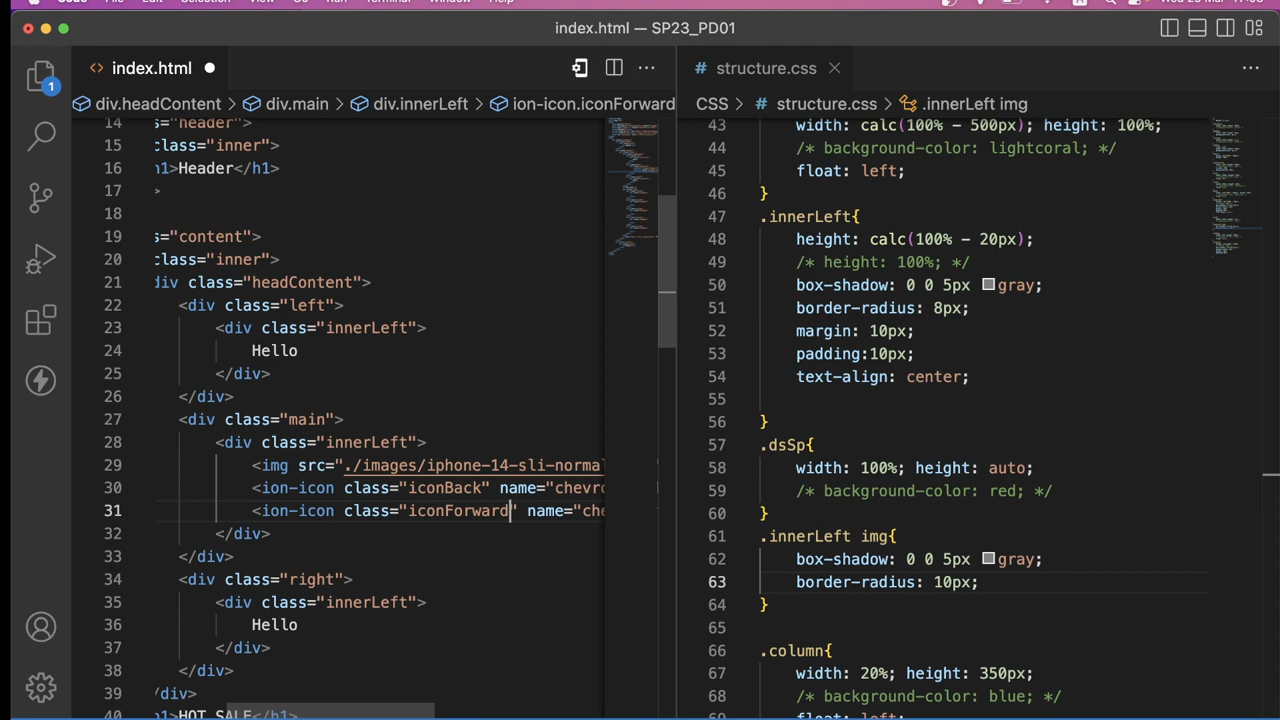 index.html — SP23_PD01
index.html
structure.css
div.headContent > div.main > div.innerLeft > ion-icon.iconForward
CSS > # structure.css > .innerLeft img
1
14 s="header">
15 class="inner">
16 h1>Header</h1>
17 >
18
19 s="content">
20 class="inner">
21 div class="headContent">
22 <div class="left">
23 <div class="innerLeft">
24 Hello
25 </div>
26 </div>
27 <div class="main">
28 <div class="innerLeft">
29 <img src="./images/iphone-14-sli-normal
30 <ion-icon class="iconBack" name="chevro
31 <ion-icon class="iconForward" name="che
32 </div>
33 </div>
34 <div class="right">
35 <div class="innerLeft">
36 Hello
37 </div>
38 </div>
39 /div>
40 h1>HOT SALE</h1>
43 width: calc(100% - 500px); height: 100%;
44 /* background-color: lightcoral; */
45 float: left;
46 }
47 .innerLeft{
48 height: calc(100% - 20px);
49 /* height: 100%; */
50 box-shadow: 0 0 5px gray;
51 border-radius: 8px;
52 margin: 10px;
53 padding:10px;
54 text-align: center;
55
56 }
57 .dsSp{
58 width: 100%; height: auto;
59 /* background-color: red; */
60 }
61 .innerLeft img{
62 box-shadow: 0 0 5px gray;
63 border-radius: 10px;
64 }
65
66 .column{
67 width: 20%; height: 350px;
68 /* background-color: blue; */
69 float: left;